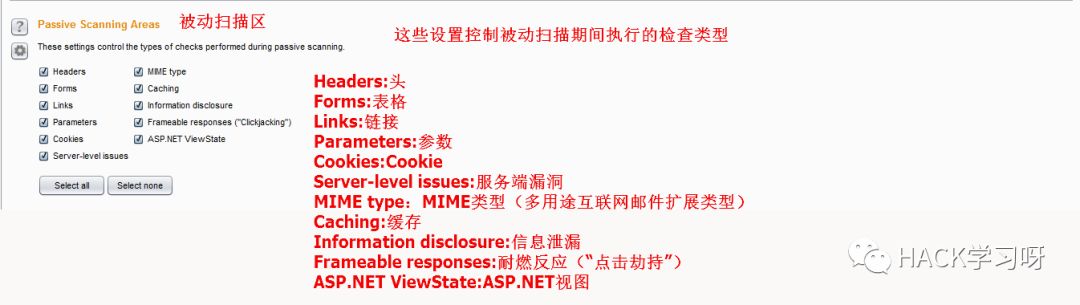 Passive Scanning Areas 被动扫描区
These settings control the types of checks performed during passive scanning.
这些设置控制被动扫描期间执行的检查类型
Headers MIME type
Forms Caching
Links Information disclosure
Parameters Frameable responses ("Clickjacking")
Cookies ASP.NET ViewState
Server-level issues
Select all Select none
Headers:头
Forms:表格
Links:链接
Parameters:参数
Cookies:Cookie
Server-level issues:服务端漏洞
MIME type：MIME类型（多用途互联网邮件扩展类型）
Caching:缓存
Information disclosure:信息泄漏
Frameable responses:耐燃反应（“点击劫持”）
ASP.NET ViewState:ASP.NET视图
HACK学习呀